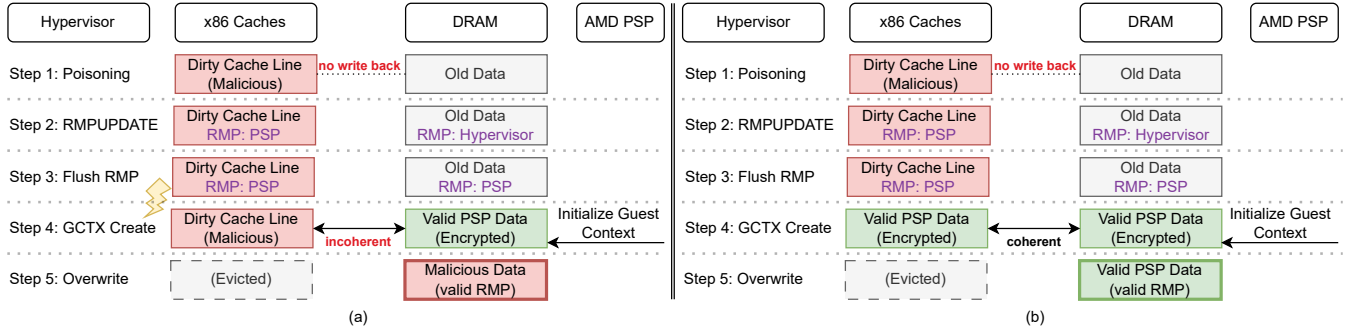 Hypervisor
x86 Caches
DRAM
AMD PSP
Step 1: Poisoning
Dirty Cache Line
(Malicious)
no write back
Old Data
Step 2: RMPUPDATE
Dirty Cache Line
RMP: PSP
Old Data
RMP: Hypervisor
Step 3: Flush RMP
Dirty Cache Line
RMP: PSP
Old Data
RMP: PSP
Step 4: GCTX Create
Dirty Cache Line
(Malicious)
incoherent
Valid PSP Data
(Encrypted)
Initialize Guest
Context
Step 5: Overwrite
(Evicted)
Malicious Data
(valid RMP)
(a)
Hypervisor
x86 Caches
DRAM
AMD PSP
Step 1: Poisoning
Dirty Cache Line
(Malicious)
no write back
Old Data
Step 2: RMPUPDATE
Dirty Cache Line
RMP: PSP
Old Data
RMP: Hypervisor
Step 3: Flush RMP
Dirty Cache Line
RMP: PSP
Old Data
RMP: PSP
Step 4: GCTX Create
Valid PSP Data
(Encrypted)
coherent
Valid PSP Data
(Encrypted)
Initialize Guest
Context
Step 5: Overwrite
(Evicted)
Valid PSP Data
(valid RMP)
(b)